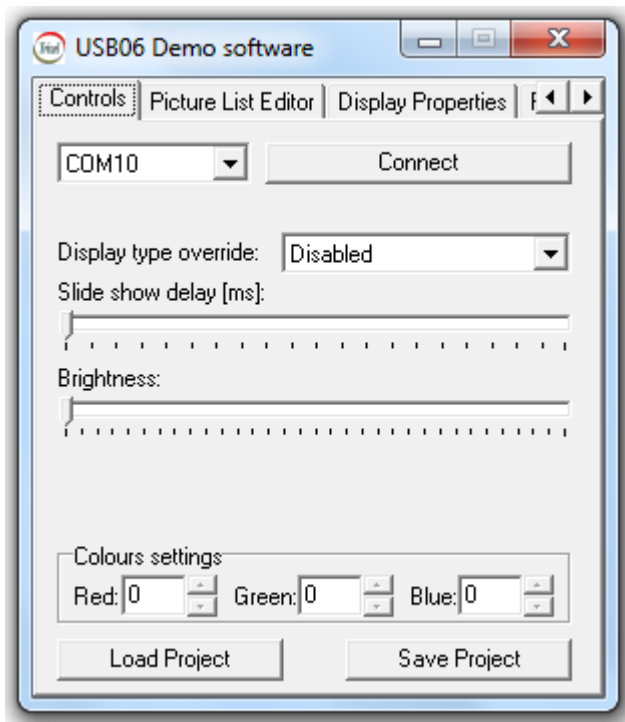 USB06 Demo software
Controls Picture List Editor Display Properties
COM10 Connect
Display type override: Disabled
Slide show delay [ms]:
Brightness:
Colours settings
Red: 0 Green: 0 Blue: 0
Load Project Save Project